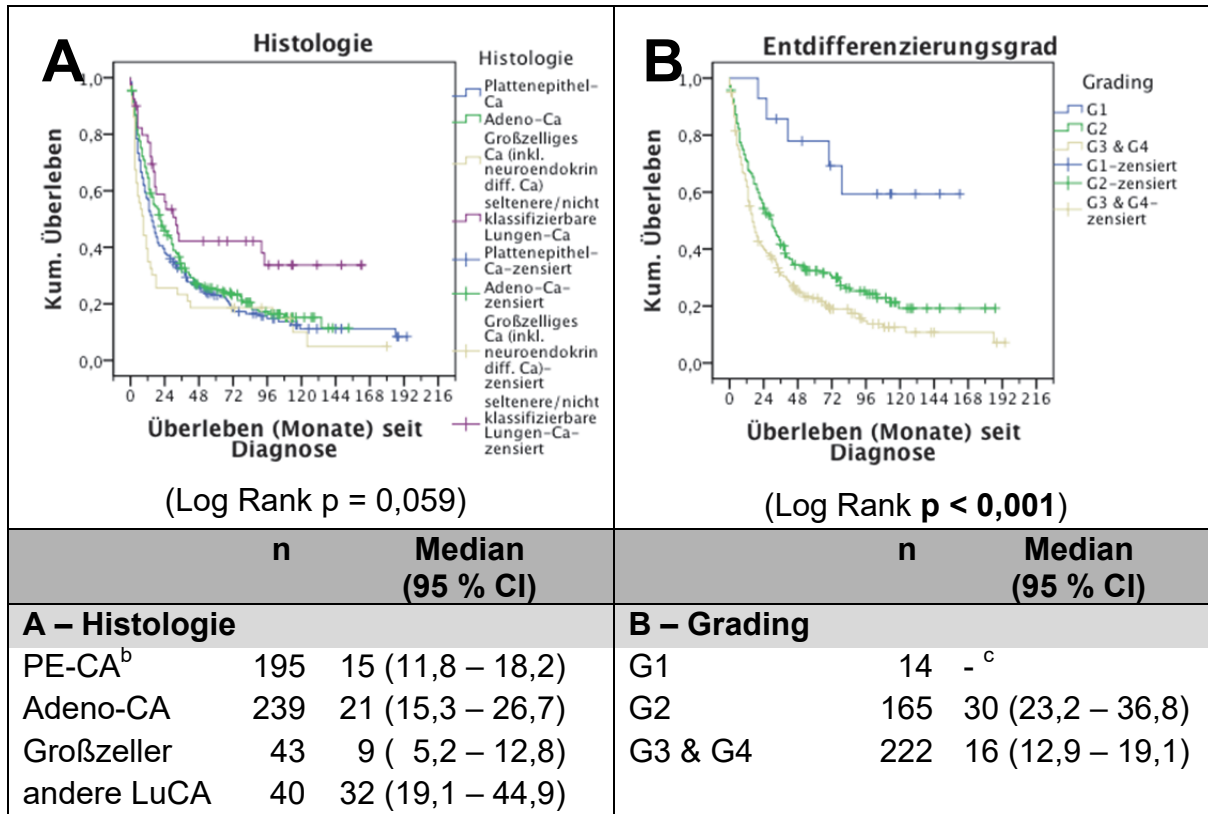 A
Histologie
Kum. Überleben
1,0
0,8
0,6
0,4
0,2
0,0
0 24 48 72 96 120 144 168 192 216
Überleben (Monate) seit
Diagnose
Histologie
Plattenepithel-
Ca
Adeno-Ca
Großzelliges
Ca (inkl.
neuroendokrin
diff. Ca)
seltenere/nicht
klassifizierbare
Lungen-Ca
Plattenepithel-
Ca-zensiert
Adeno-Ca-
zensiert
Großzelliges
Ca (inkl.
neuroendokrin
diff. Ca)-
zensiert
seltenere/nicht
klassifizierbare
Lungen-Ca-
zensiert
(Log Rank p = 0,059)
B
Entdifferenzierungsgrad
Kum. Überleben
1,0
0,8
0,6
0,4
0,2
0,0
0 24 48 72 96 120 144 168 192 216
Überleben (Monate) seit
Diagnose
Grading
G1
G2
G3 & G4
G1-zensiert
G2-zensiert
G3 & G4-
zensiert
(Log Rank p < 0,001)
n Median
(95 % CI)
A – Histologie
PE-CAᵇ 195 15 (11,8 – 18,2)
Adeno-CA 239 21 (15,3 – 26,7)
Großzeller 43 9 ( 5,2 – 12,8)
andere LuCA 40 32 (19,1 – 44,9)
n Median
(95 % CI)
B – Grading
G1 14 - ᶜ
G2 165 30 (23,2 – 36,8)
G3 & G4 222 16 (12,9 – 19,1)